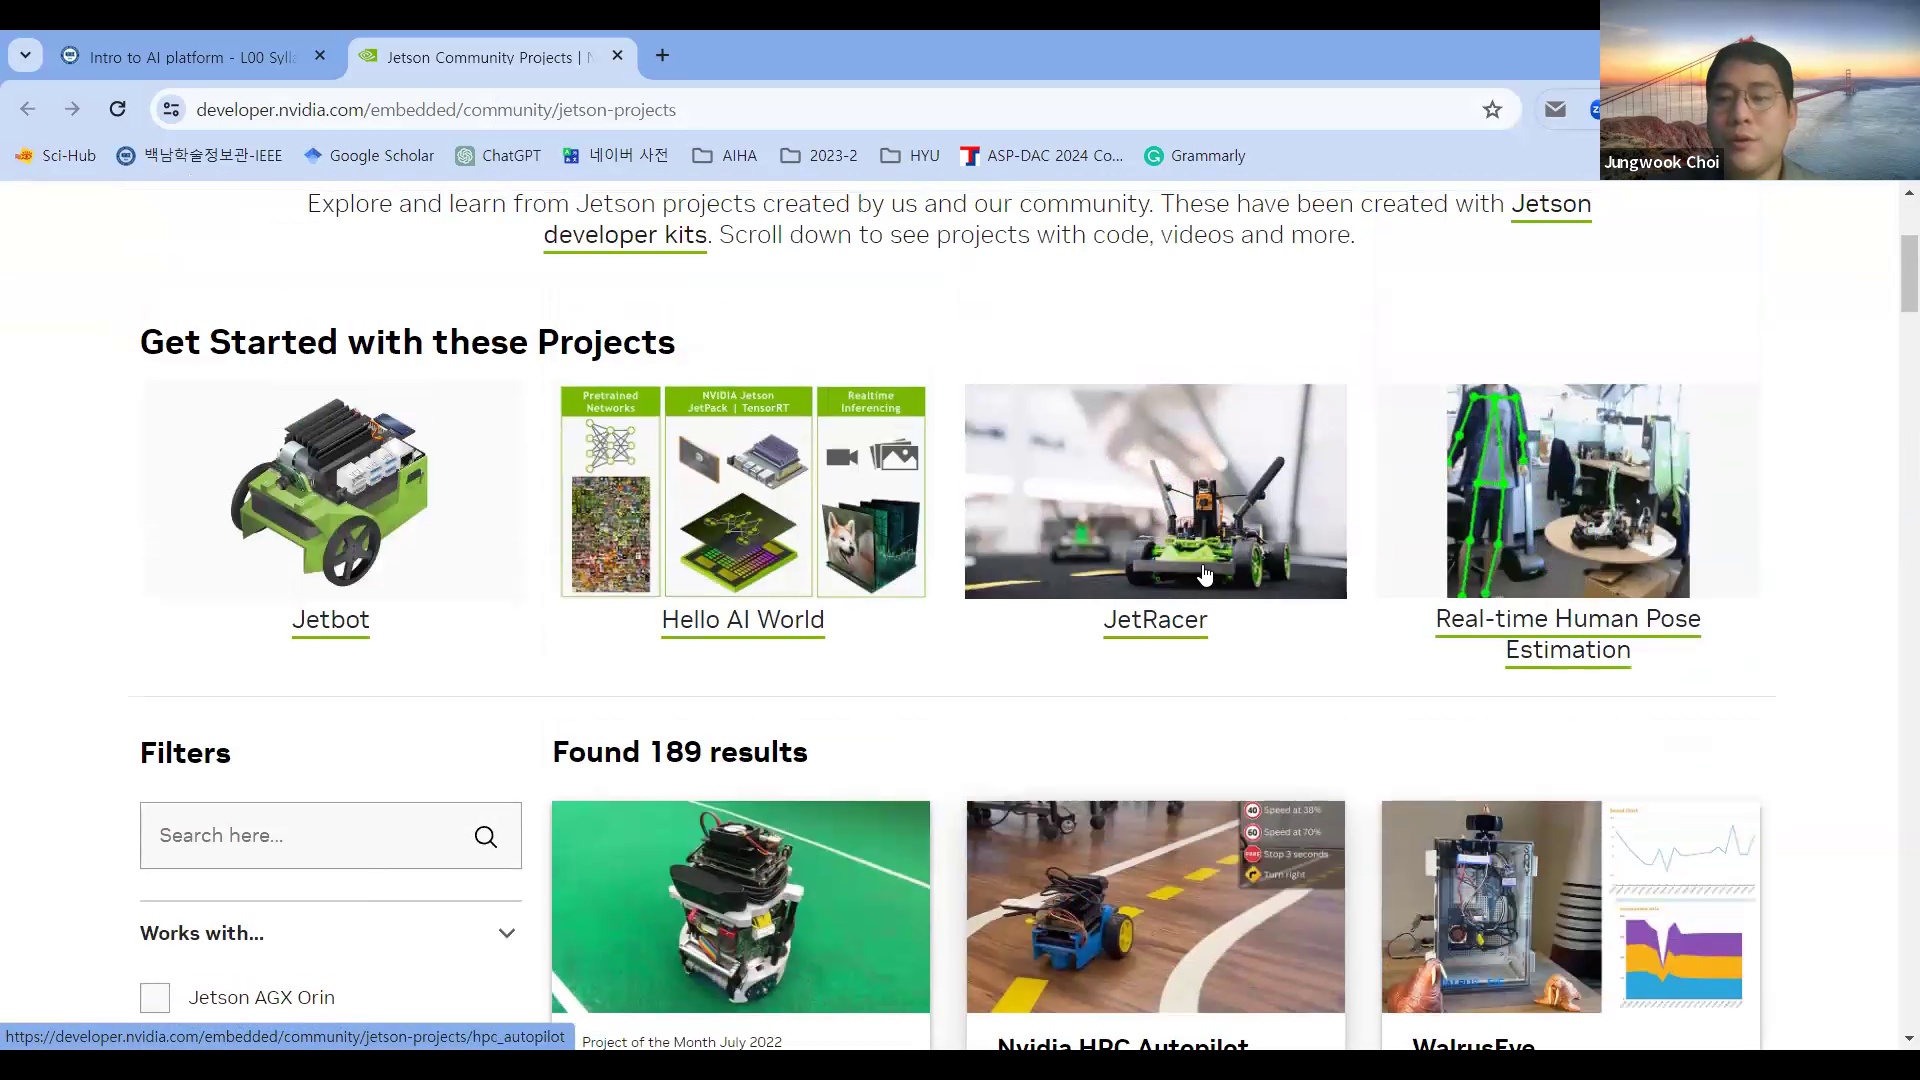 Intro to AI platform - L00 Syll
Jetson Community Projects | N
developer.nvidia.com/embedded/community/jetson-projects
Sci-Hub
백남학술정보관-IEEE
Google Scholar
ChatGPT
네이버 사전
AIHA
2023-2
HYU
ASP-DAC 2024 Co...
Grammarly
Jungwook Choi
Explore and learn from Jetson projects created by us and our community. These have been created with Jetson
developer kits. Scroll down to see projects with code, videos and more.
Get Started with these Projects
Pretrained
Networks
NVIDIA Jetson
JetPack | TensorRT
Realtime
Inferencing
Jetbot
Hello AI World
JetRacer
Real-time Human Pose
Estimation
Filters
Found 189 results
Search here...
40 Speed at 38%
60 Speed at 70%
Stop 3 seconds
Turn right
Works with...
Jetson AGX Orin
https://developer.nvidia.com/embedded/community/jetson-projects/hpc_autopilot
Project of the Month July 2022
Nvidia HPC Autopilot
WalrusEye